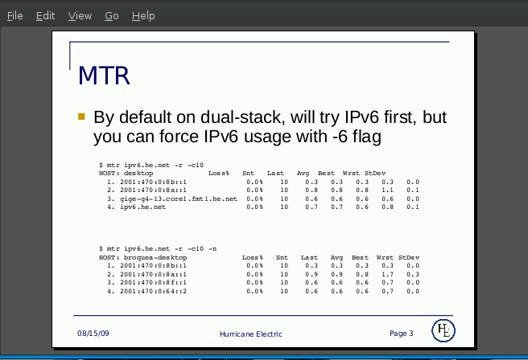 File Edit View Go Help
MTR
By default on dual-stack, will try IPv6 first, but
you can force IPv6 usage with -6 flag
$ mtr ipv6.he.net -r -c10
HOST: desktop Loss% Snt Last Avg Best Wrst StDev
1. 2001:470:0:8b::1 0.0% 10 0.3 0.3 0.3 0.3 0.0
2. 2001:470:0:8a::1 0.0% 10 0.8 0.8 0.8 1.1 0.1
3. gige-g4-13.core1.fmt1.he.net 0.0% 10 0.6 0.6 0.6 0.6 0.0
4. ipv6.he.net 0.0% 10 0.7 0.7 0.6 0.8 0.1
$ mtr ipv6.he.net -r -c10 -n
HOST: broquea-desktop Loss% Snt Last Avg Best Wrst StDev
1. 2001:470:0:8b::1 0.0% 10 0.3 0.3 0.3 0.3 0.0
2. 2001:470:0:8a::1 0.0% 10 0.9 0.9 0.8 1.7 0.3
3. 2001:470:0:8f::1 0.0% 10 0.6 0.6 0.6 0.7 0.0
4. 2001:470:0:64::2 0.0% 10 0.6 0.6 0.6 0.7 0.0
08/15/09 Hurricane Electric Page 3 HE